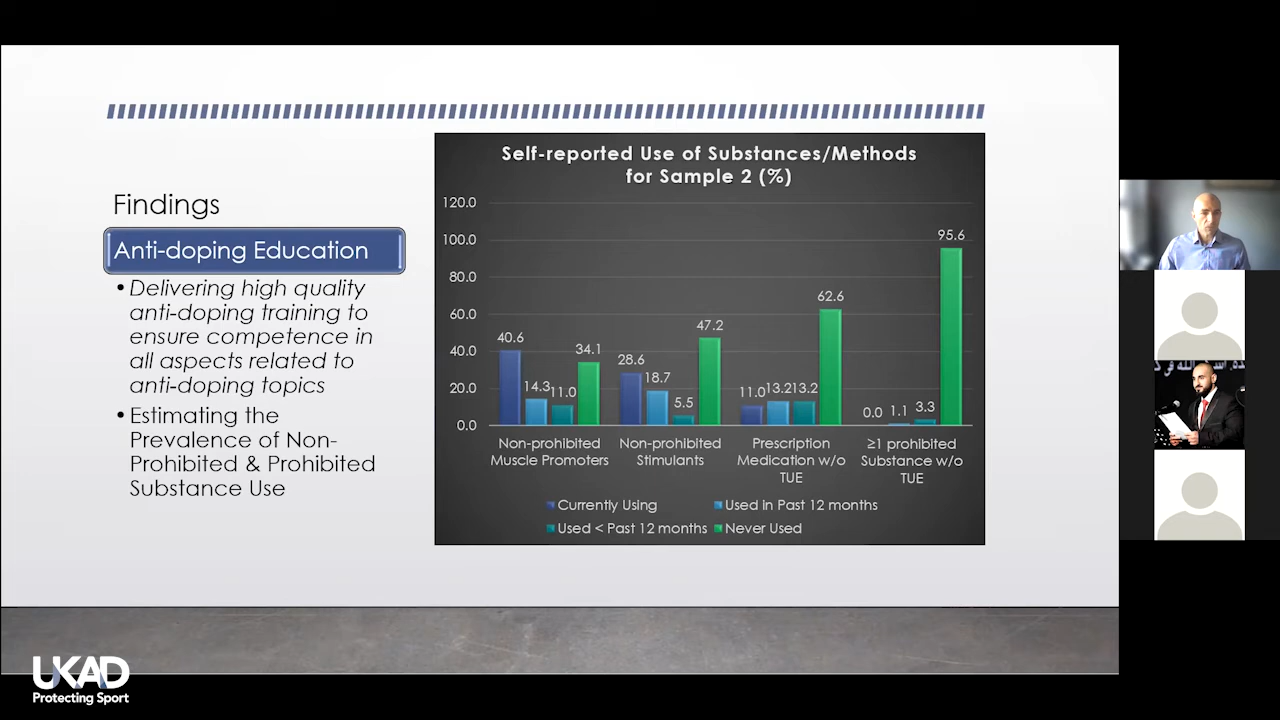 Findings
Anti-doping Education
• Delivering high quality
anti-doping training to
ensure competence in
all aspects related to
anti-doping topics
• Estimating the
Prevalence of Non-
Prohibited & Prohibited
Substance Use
Self-reported Use of Substances/Methods
for Sample 2 (%)
120.0
100.0
80.0
60.0
40.0
20.0
0.0
40.6
14.3
11.0
34.1
28.6
18.7
5.5
47.2
11.0
13.2
13.2
62.6
0.0
1.1
3.3
95.6
Non-prohibited
Muscle Promoters
Non-prohibited
Stimulants
Prescription
Medication w/o
TUE
≥1 prohibited
Substance w/o
TUE
Currently Using
Used in Past 12 months
Used < Past 12 months
Never Used
UKAD
Protecting Sport